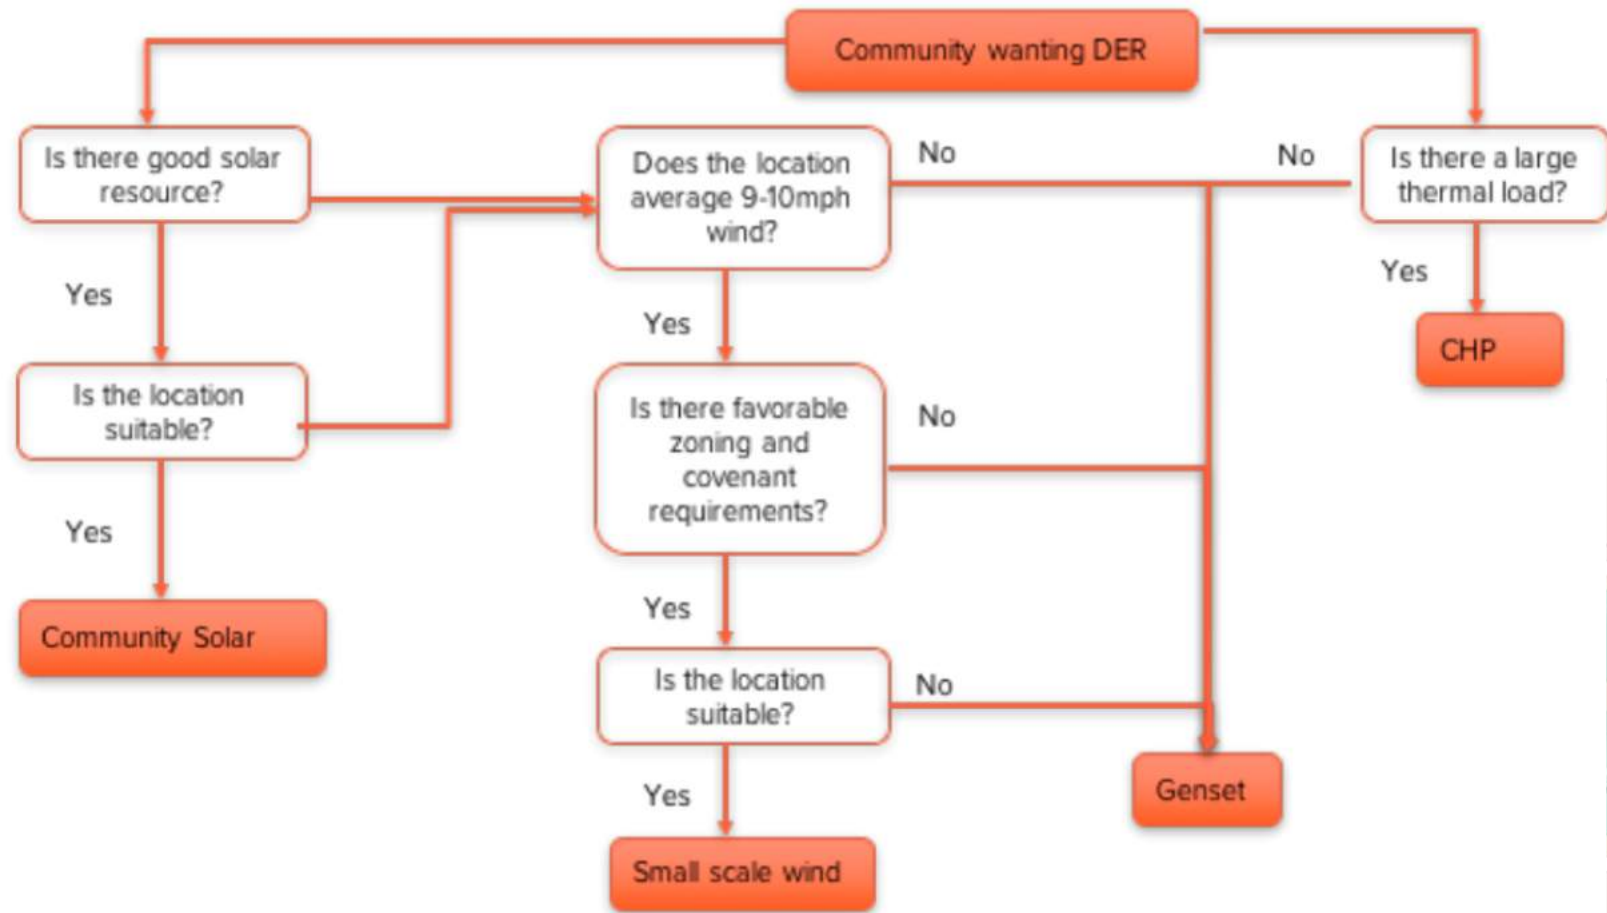 Community wanting DER
Is there good solar
resource?
Does the location
average 9-10mph
wind?
No
No
Is there a large
thermal load?
Yes
Yes
Yes
CHP
Is the location
suitable?
Is there favorable
zoning and
covenant
requirements?
No
Yes
Yes
Community Solar
Is the location
suitable?
No
Yes
Genset
Small scale wind